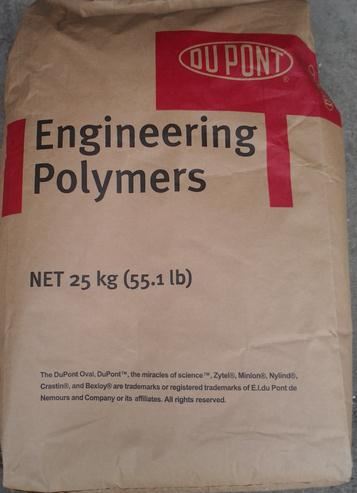 DU PONT
®
Engineering
Polymers
NET 25 kg (55.1 lb)
The DuPont Oval, DuPont™, the miracles of science™, Zytel®, Minlon®, Nylind®,
Crastin®, and Bexloy® are trademarks or registered trademarks of E.I.du Pont de
Nemours and Company or its affiliates. All rights reserved.